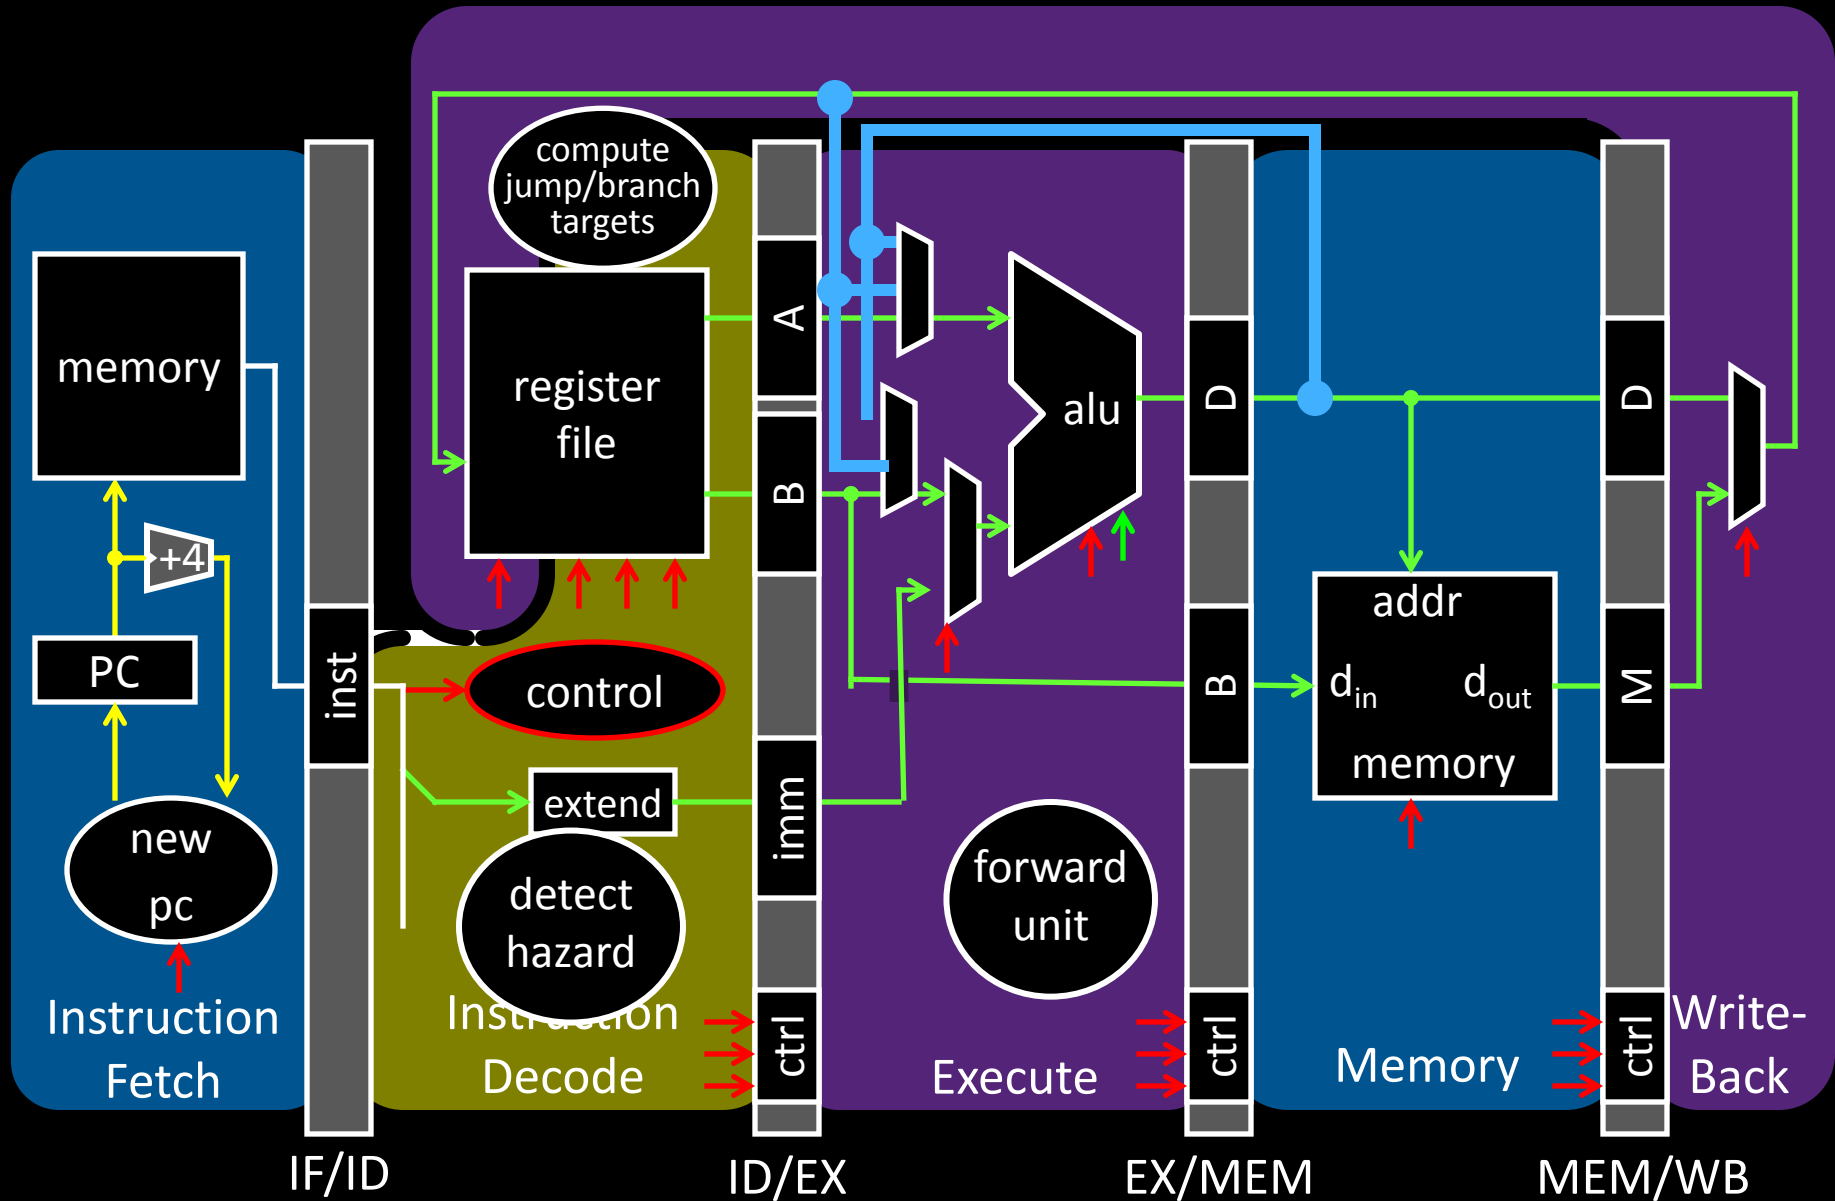 compute
jump/branch
targets
memory
register
file
A
alu
D
D
B
+4
addr
PC
inst
control
B
d_in
d_out
M
memory
extend
imm
new
pc
detect
hazard
forward
unit
Instruction
Fetch
Instruction
Decode
ctrl
Execute
ctrl
Memory
ctrl
Write-
Back
IF/ID
ID/EX
EX/MEM
MEM/WB